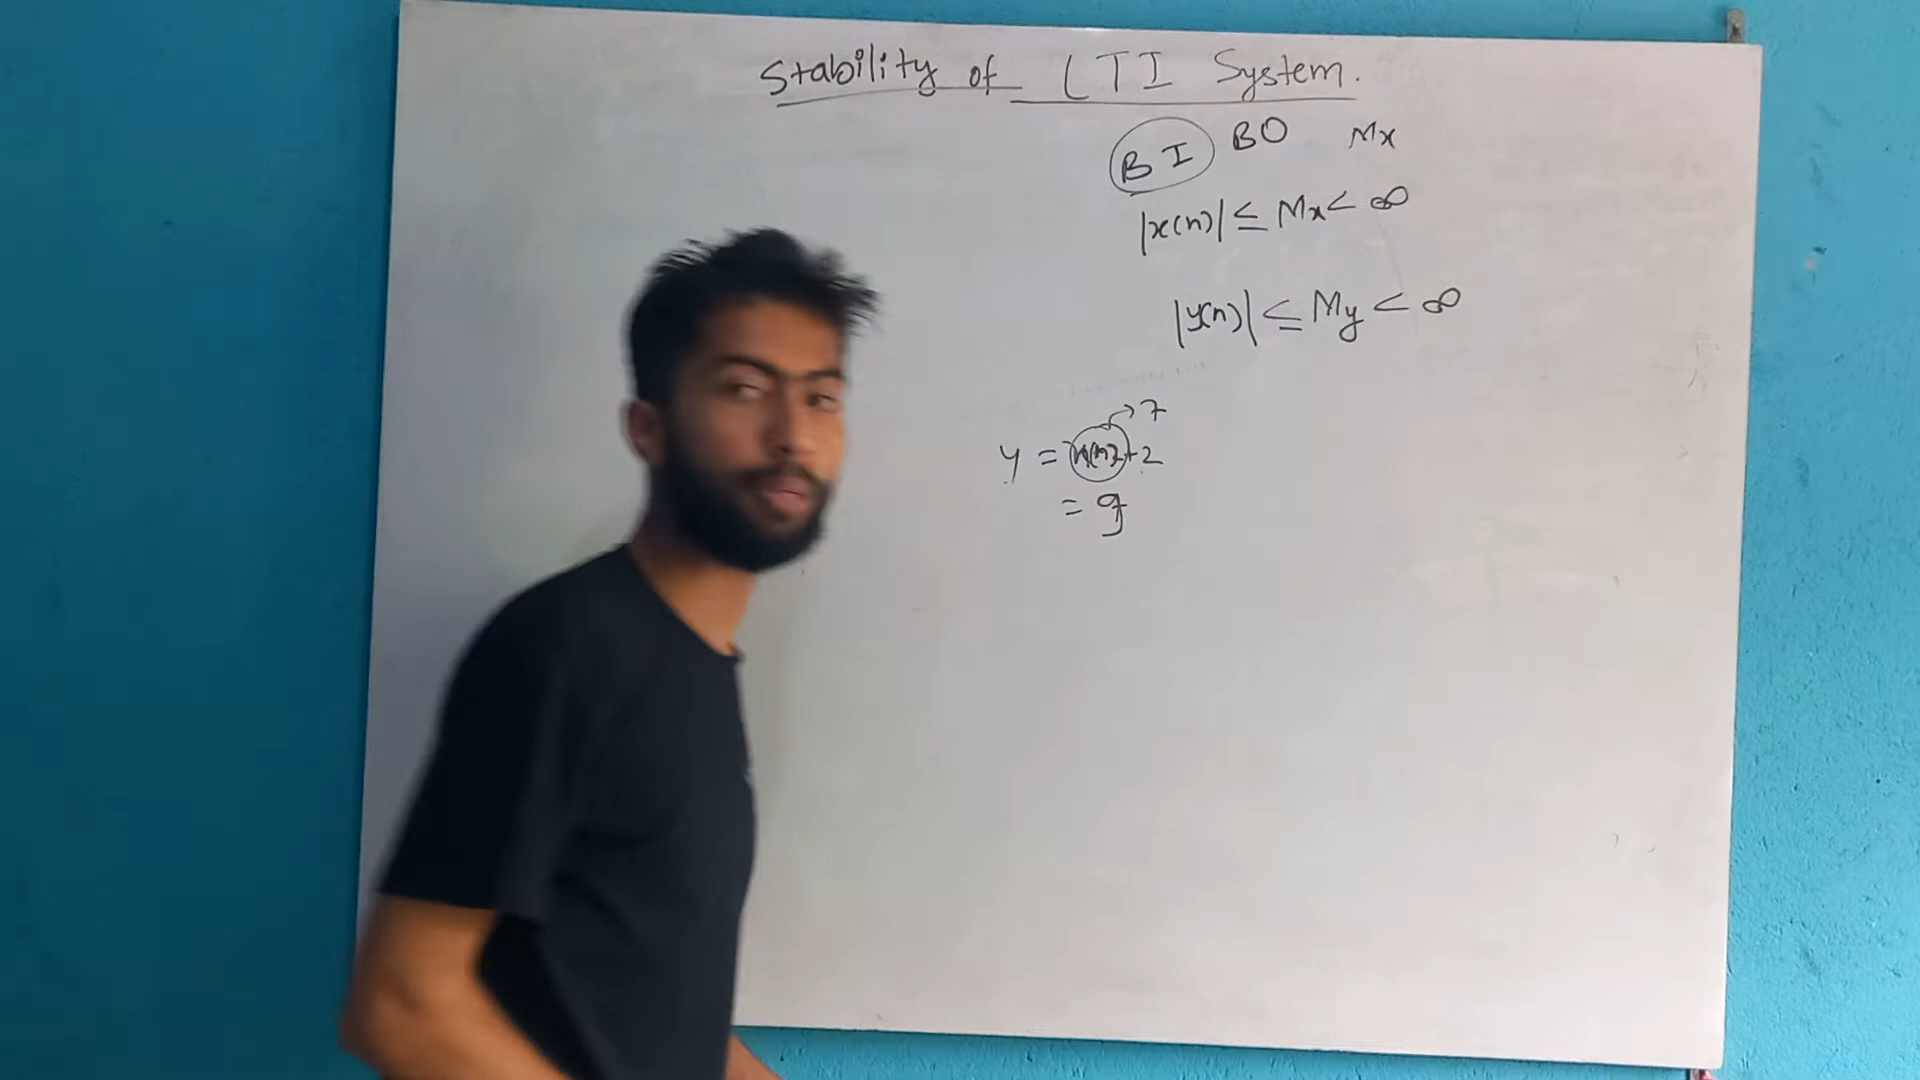 Stability of LTI System.
BI BO Mx
|x(n)| ≤ Mx < ∞
|y(n)| ≤ My < ∞
→7
y = x(n)+2
= 9